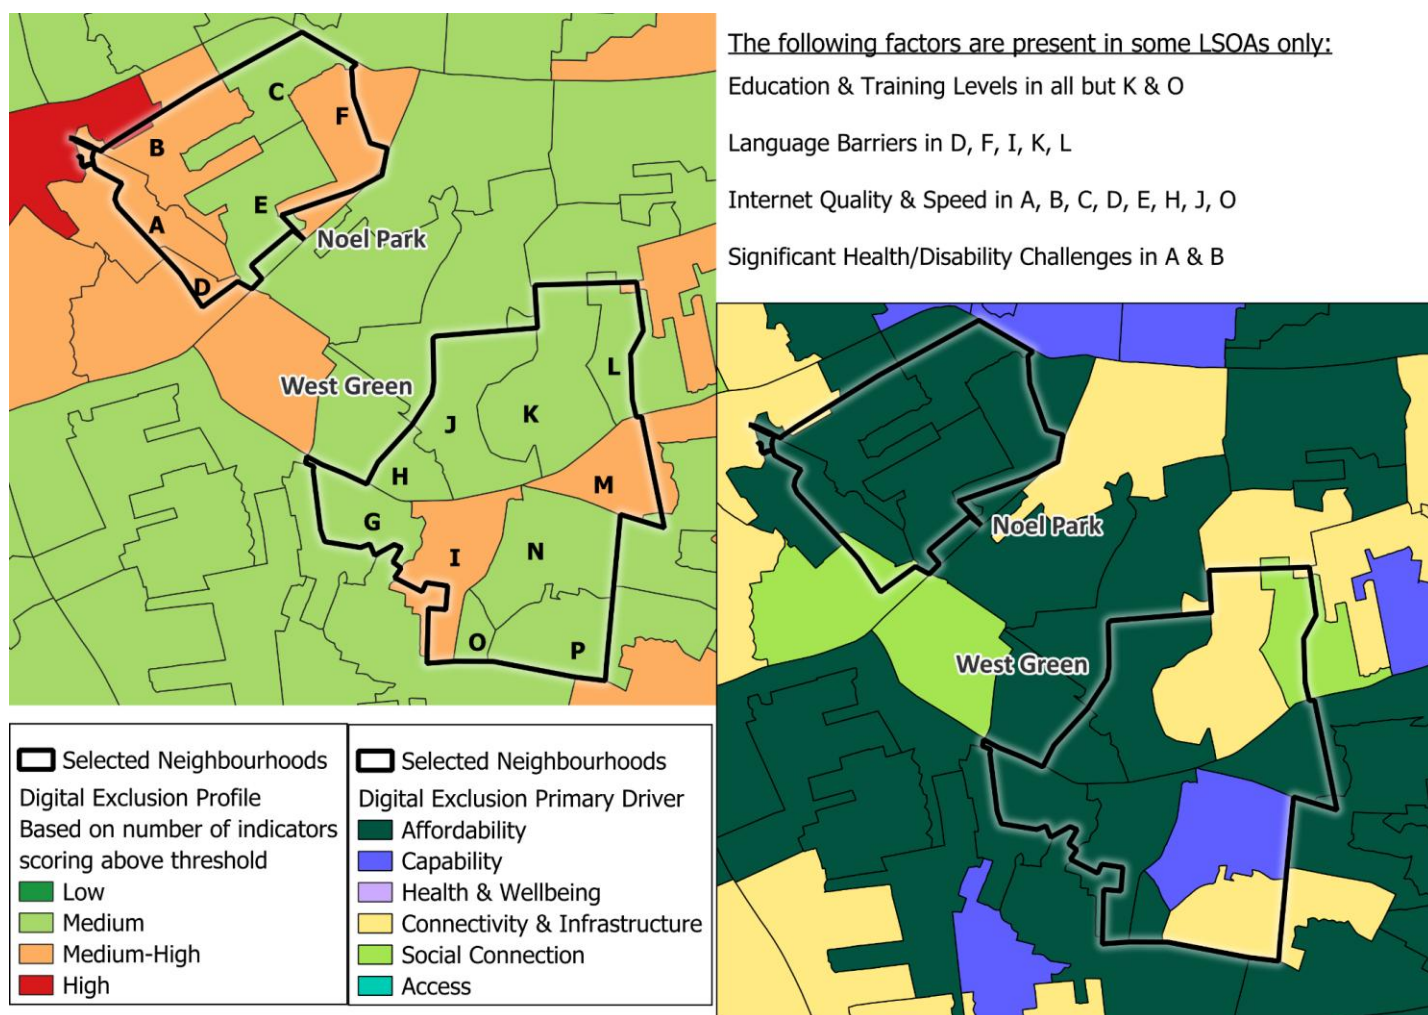 The following factors are present in some LSOAs only:
Education & Training Levels in all but K & O
Language Barriers in D, F, I, K, L
Internet Quality & Speed in A, B, C, D, E, H, J, O
Significant Health/Disability Challenges in A & B
C
F
B
E
A
Noel Park
D
L
West Green
K
J
H
M
G
N
I
O
P
Noel Park
West Green
Selected Neighbourhoods
Digital Exclusion Profile
Based on number of indicators
scoring above threshold
Low
Medium
Medium-High
High
Selected Neighbourhoods
Digital Exclusion Primary Driver
Affordability
Capability
Health & Wellbeing
Connectivity & Infrastructure
Social Connection
Access